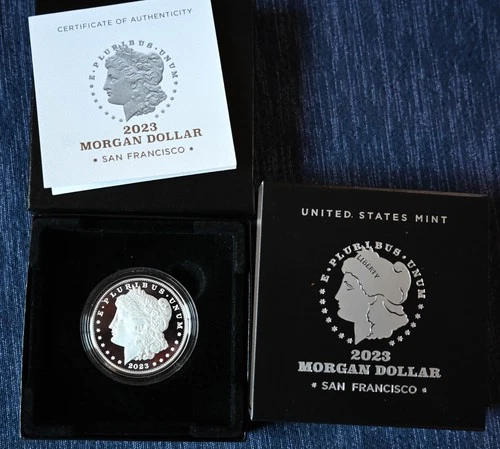 CERTIFICATE OF AUTHENTICITY
E·PLURIBUS·UNUM
2023
MORGAN DOLLAR
• SAN FRANCISCO •
E·PLURIBUS·UNUM
2023
UNITED STATES MINT
E·PLURIBUS·UNUM
LIBERTY
2023
MORGAN DOLLAR
* SAN FRANCISCO *